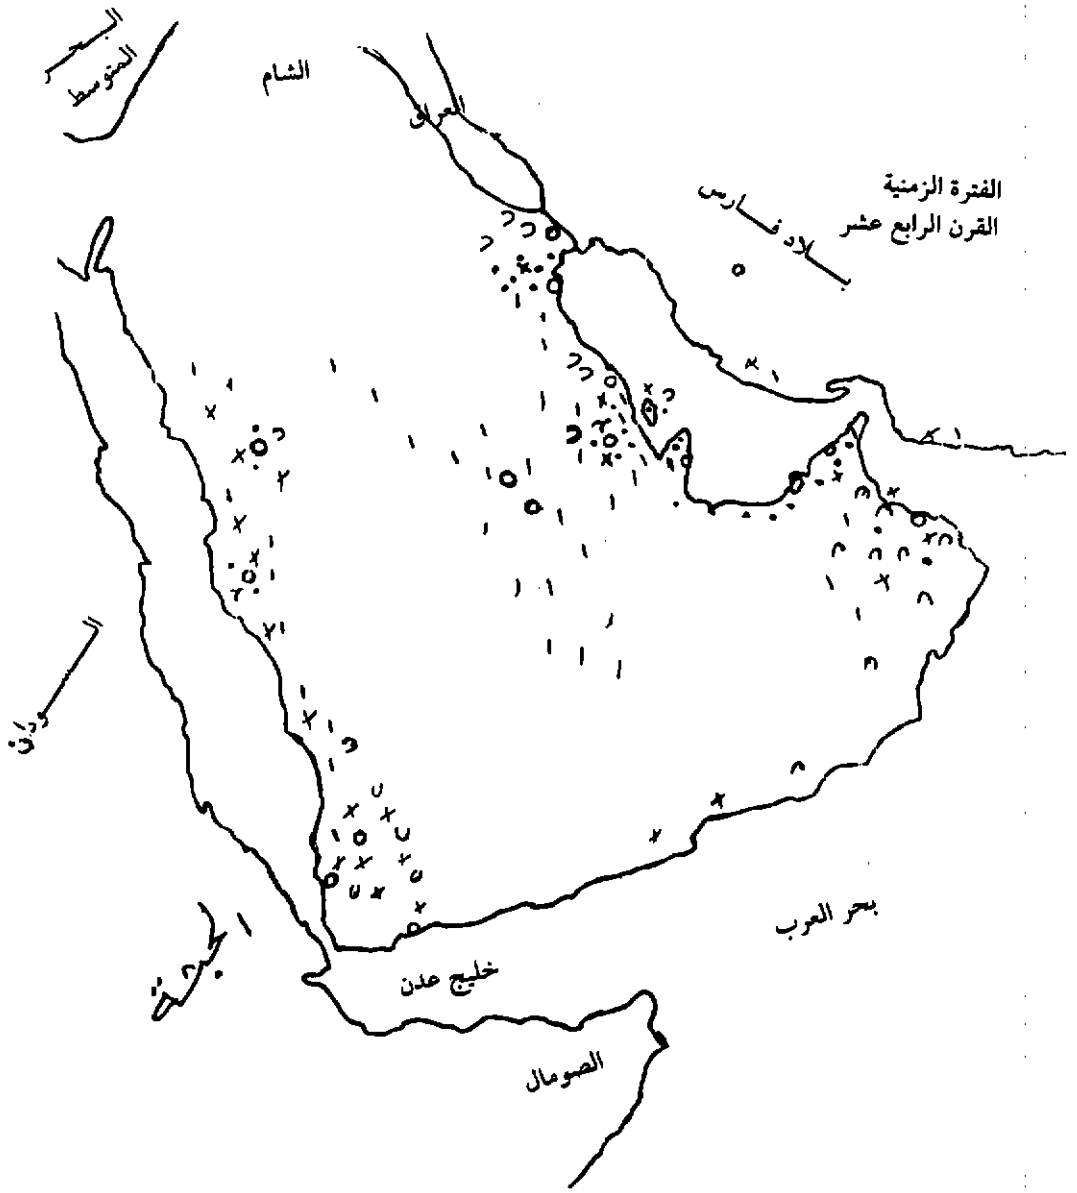 البحر
المتوسط
الشام
العراق
الفترة الزمنية
القرن الرابع عشر
بلاد فارس
السودان
الحبشة
خليج عدن
بحر العرب
الصومال